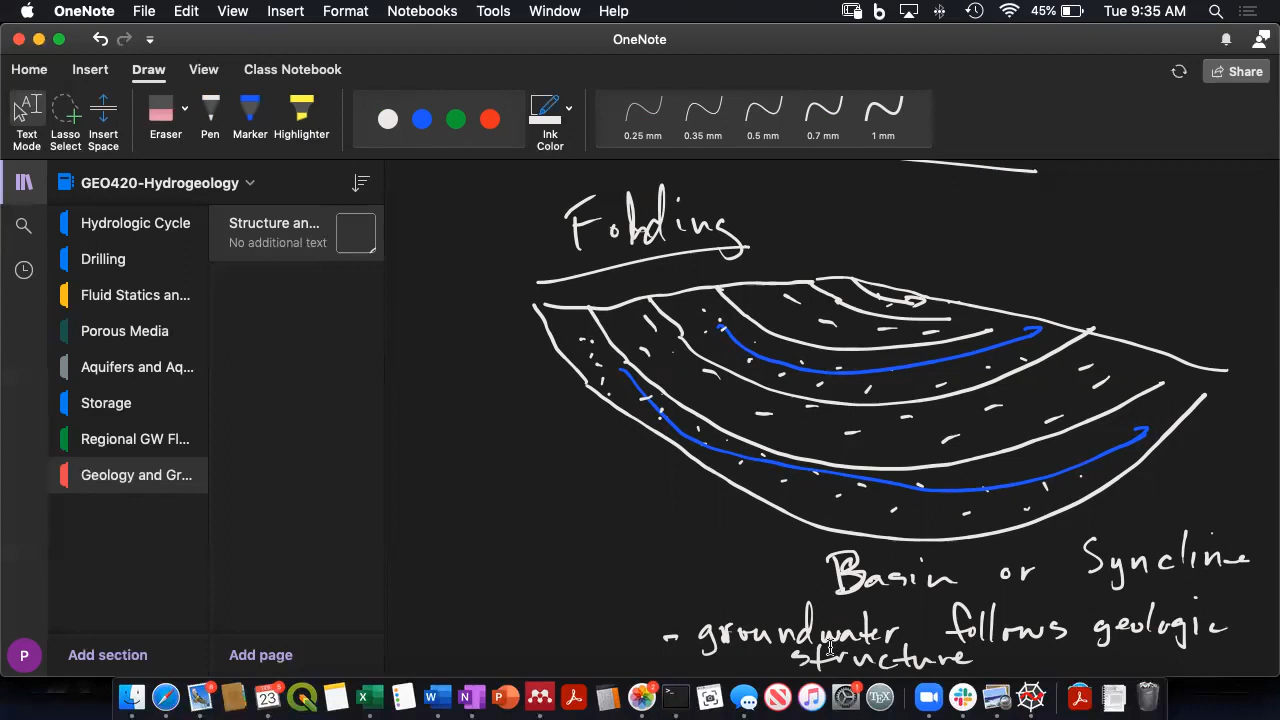 OneNote File Edit View Insert Format Notebooks Tools Window Help 45% Tue 9:35 AM
OneNote
Home Insert Draw View Class Notebook Share
Text Mode
Lasso Select
Insert Space
Eraser
Pen
Marker
Highlighter
Ink Color
0.25 mm 0.35 mm 0.5 mm 0.7 mm 1 mm
GEO420-Hydrogeology
Hydrologic Cycle
Drilling
Fluid Statics an...
Porous Media
Aquifers and Aq...
Storage
Regional GW Fl...
Geology and Gr...
Structure an...
No additional text
Folding
Basin or Syncline
- groundwater follows geologic
structure
P
Add section Add page